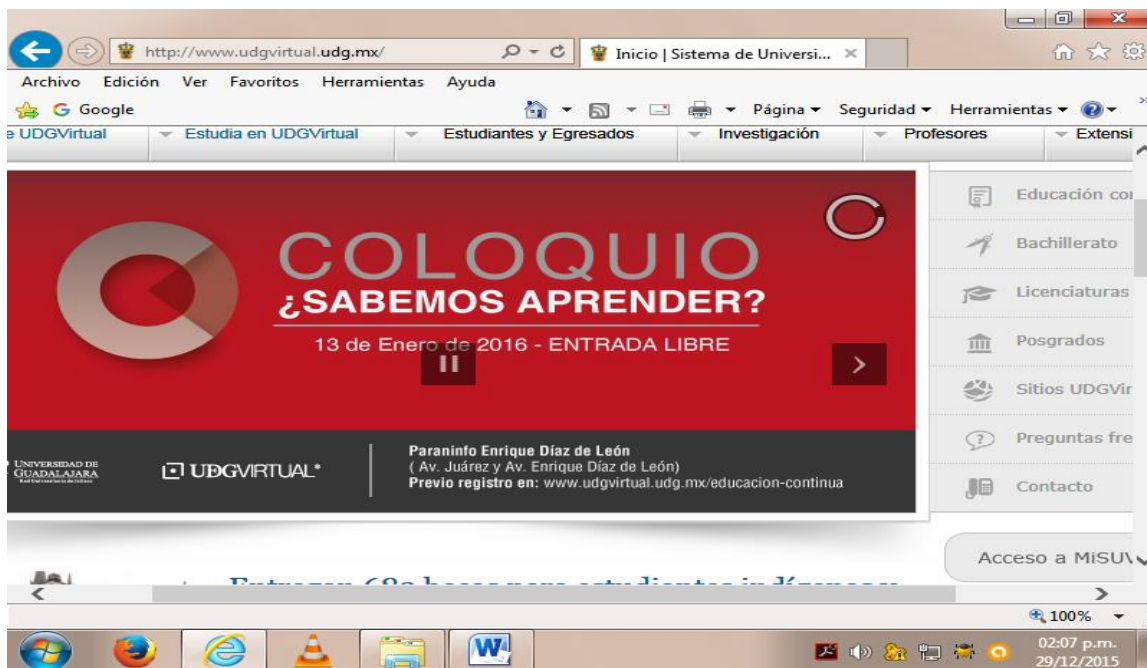 http://www.udgvirtual.udg.mx/
Inicio | Sistema de Universi...
Archivo Edición Ver Favoritos Herramientas Ayuda
Google
Página Seguridad Herramientas
e UDGVirtual Estudia en UDGVirtual Estudiantes y Egresados Investigación Profesores Extensi
COLOQUIO
¿SABEMOS APRENDER?
13 de Enero de 2016 - ENTRADA LIBRE
UNIVERSIDAD DE
GUADALAJARA
UDGVIRTUAL
Paraninfo Enrique Díaz de León
( Av. Juárez y Av. Enrique Díaz de León)
Previo registro en: www.udgvirtual.udg.mx/educacion-continua
Educación con
Bachillerato
Licenciaturas
Posgrados
Sitios UDGVir
Preguntas fre
Contacto
Acceso a MiSUV
100%
02:07 p.m.
29/12/2015